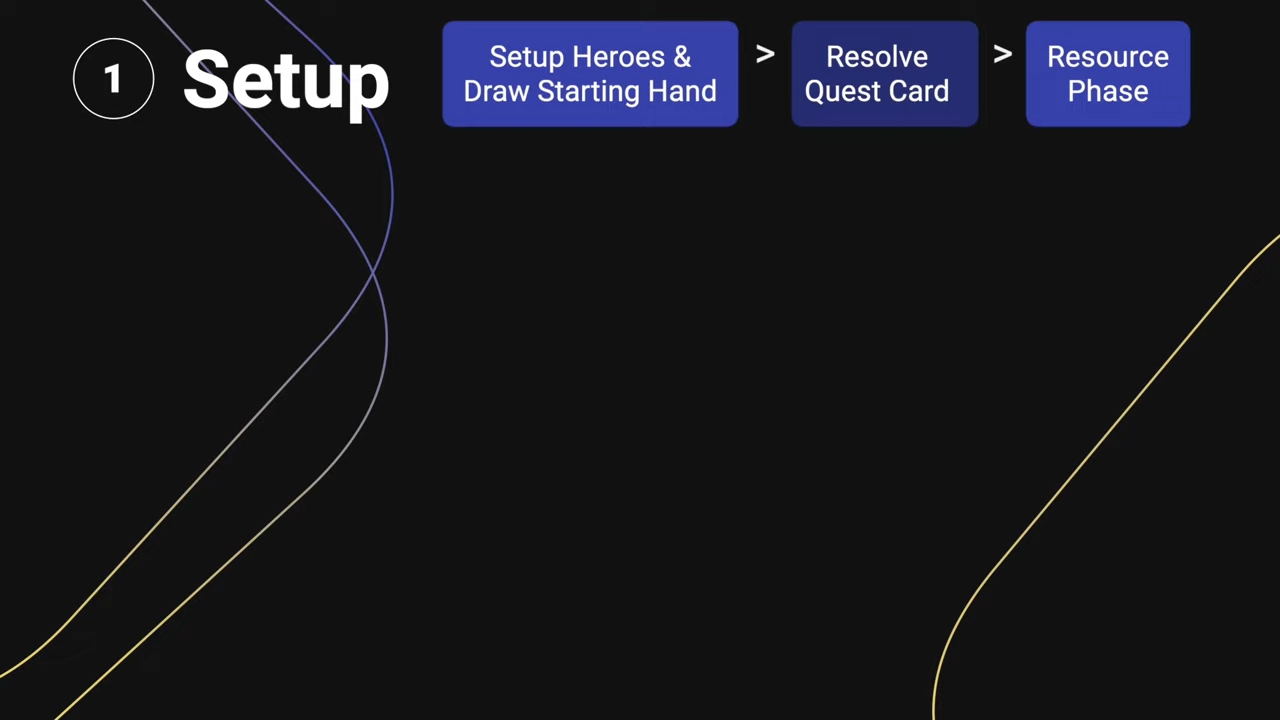 1 Setup
Setup Heroes &
Draw Starting Hand
>
Resolve
Quest Card
>
Resource
Phase